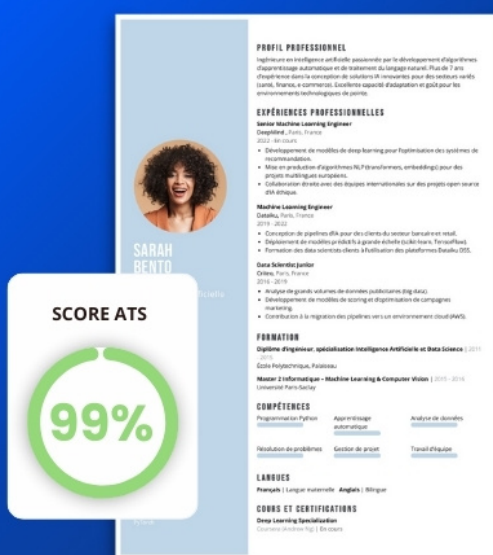 PROFIL PROFESSIONNEL
Ingénieure en intelligence artificielle passionnée par le développement d'algorithmes
d'apprentissage automatique et de traitement du langage naturel. Plus de 7 ans
d'expérience dans la conception de solutions IA innovantes pour des secteurs variés
(santé, finance, e-commerce). Excellente capacité d'adaptation et goût pour les
environnements technologiques de pointe.
EXPÉRIENCES PROFESSIONNELLES
Senior Machine Learning Engineer
DeepMind, Paris, France
2022 - En cours
• Développement de modèles de deep learning pour l'optimisation des systèmes de
recommandation.
• Mise en production d'algorithmes NLP (transformers, embeddings) pour des
projets multilingues européens.
• Collaboration directe avec des équipes internationales sur des projets open source
d'IA éthique.
Machine Learning Engineer
Dataiku, Paris, France
2019 - 2022
• Conception de pipelines d'IA pour des clients du secteur bancaire et retail.
• Déploiement de modèles prédictifs à grande échelle (scikit-learn, TensorFlow).
• Formation des data scientists clients à l'utilisation des plateformes Dataiku DSS.
Data Scientist Junior
Criteo, Paris, France
2016 - 2019
• Analyse de grands volumes de données publicitaires (big data).
• Développement de modèles de scoring et d'optimisation de campagnes
marketing.
• Contribution à la migration des pipelines vers un environnement cloud (AWS).
FORMATION
Diplôme d'ingénieur, spécialisation Intelligence Artificielle et Data Science | 2011
- 2015
École Polytechnique, Palaiseau
Master 2 Informatique – Machine Learning & Computer Vision | 2015 - 2016
Université Paris-Saclay
COMPÉTENCES
Programmation Python Apprentissage automatique Analyse de données
Résolution de problèmes Gestion de projet Travail d'équipe
LANGUES
Français | Langue maternelle Anglais | Bilingue
COURS ET CERTIFICATIONS
Deep Learning Specialization
Coursera (Andrew Ng) | En cours
SARAH
BENTO
SCORE ATS
99%